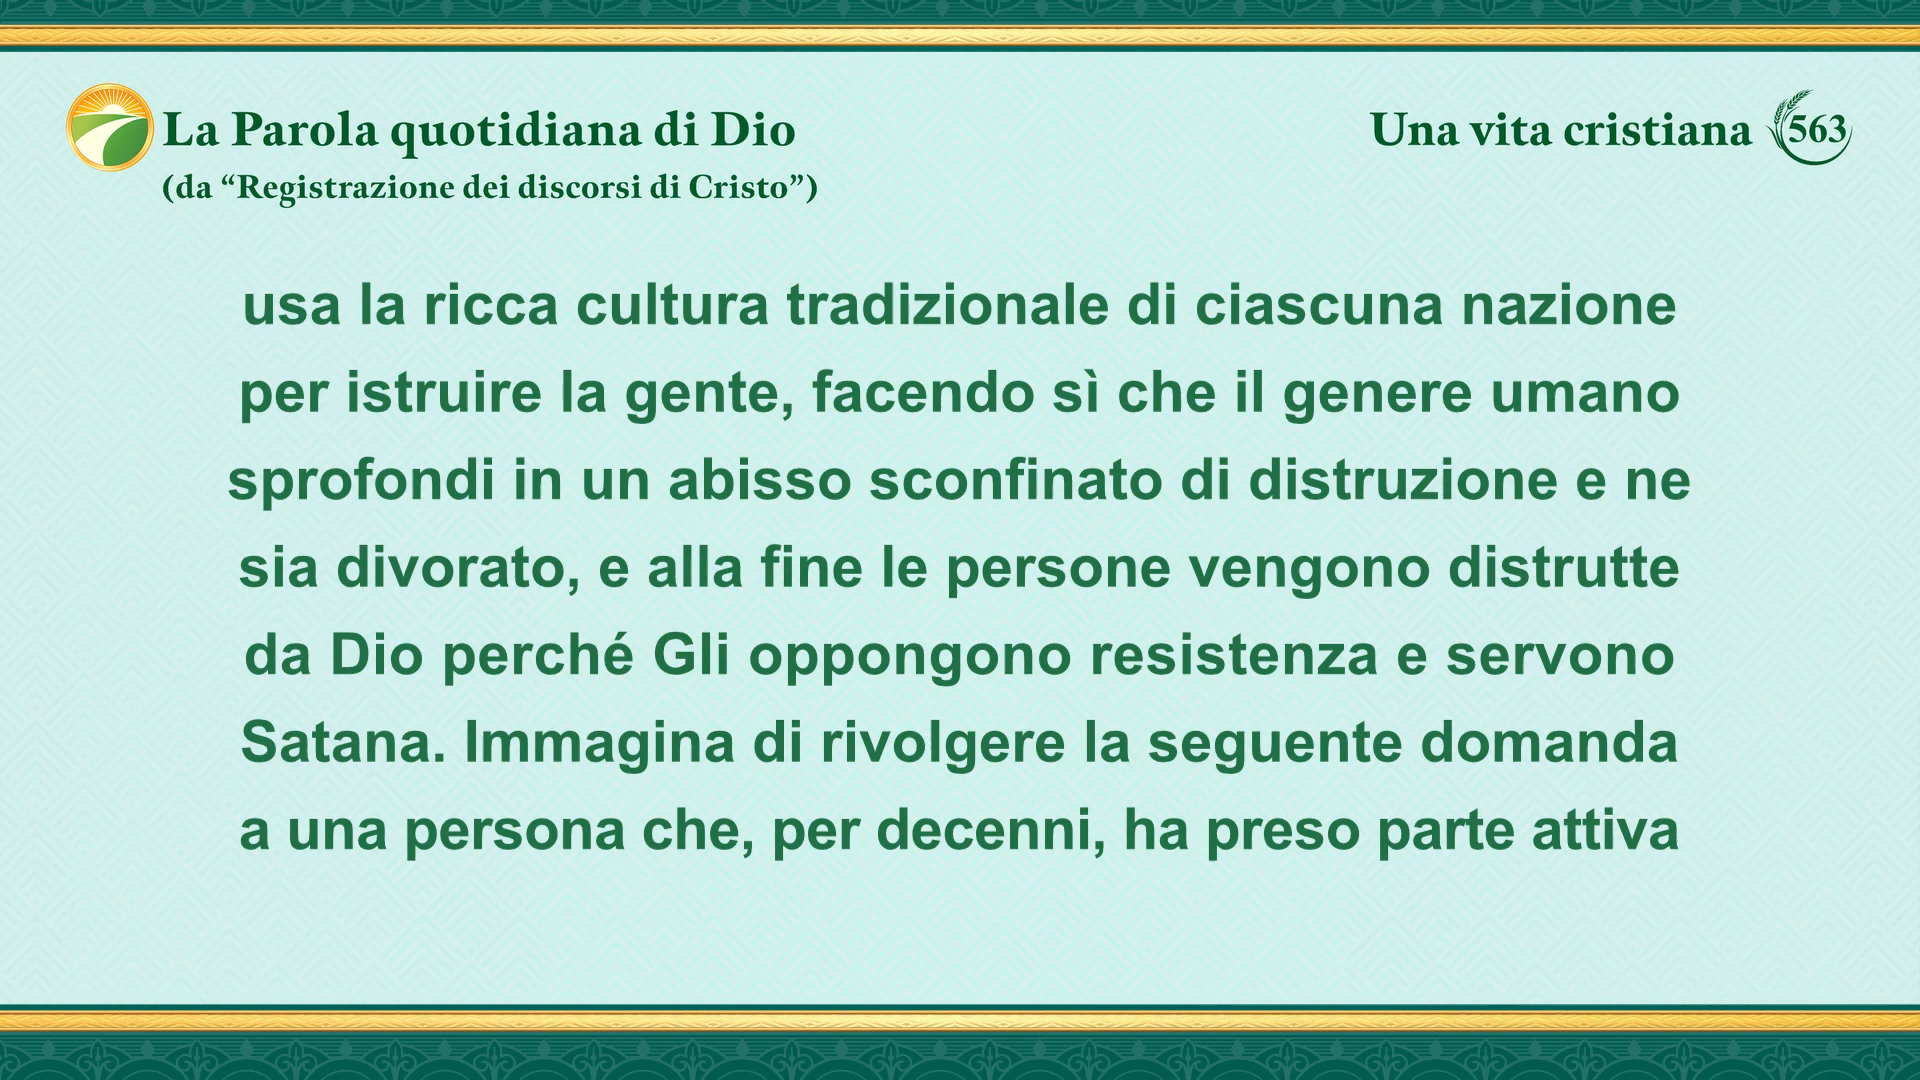 La Parola quotidiana di Dio
(da “Registrazione dei discorsi di Cristo”)
Una vita cristiana 563
usa la ricca cultura tradizionale di ciascuna nazione
per istruire la gente, facendo sì che il genere umano
sprofondi in un abisso sconfinato di distruzione e ne
sia divorato, e alla fine le persone vengono distrutte
da Dio perché Gli oppongono resistenza e servono
Satana. Immagina di rivolgere la seguente domanda
a una persona che, per decenni, ha preso parte attiva